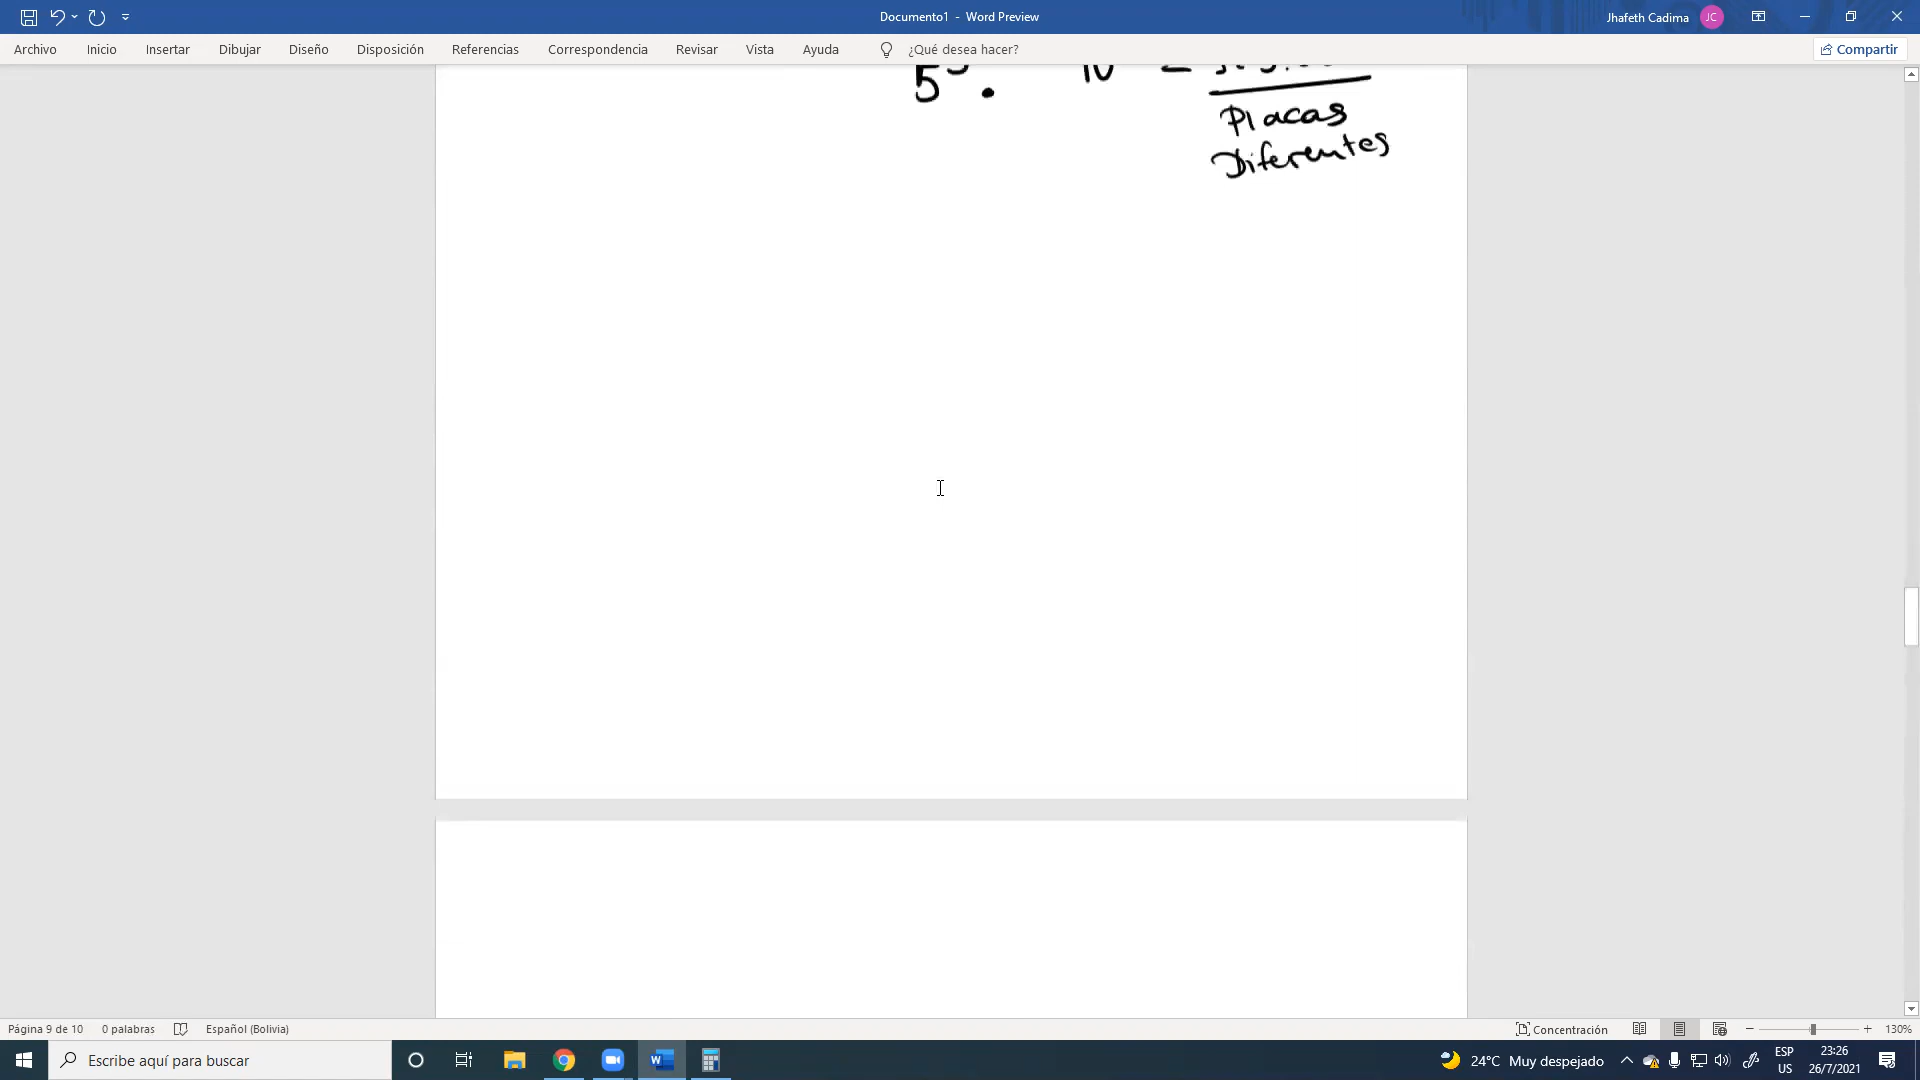 Documento1 - Word Preview
Jhafeth Cadima
JC
Archivo Inicio Insertar Dibujar Diseño Disposición Referencias Correspondencia Revisar Vista Ayuda ¿Qué desea hacer? Compartir
Placas
Diferentes
Página 9 de 10 0 palabras Español (Bolivia) Concentración 130%
Escribe aquí para buscar
24°C Muy despejado
ESP
US
23:26
26/7/2021